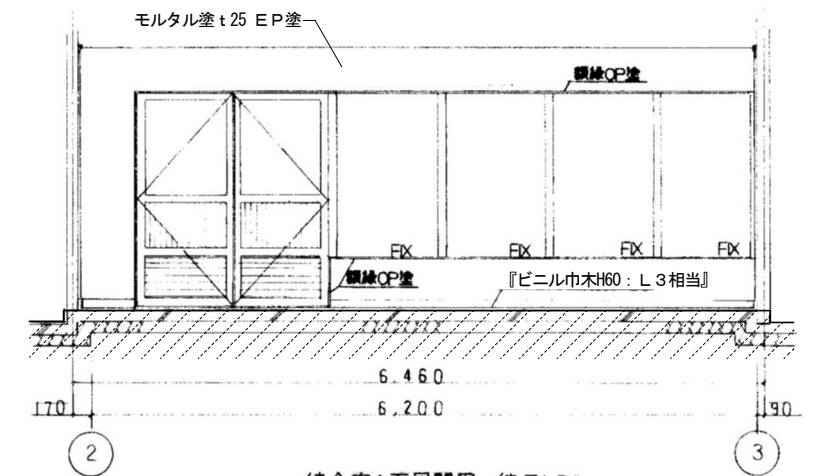 モルタル塗ｔ25 ＥＰ塗
額縁OP塗
FIX
FIX
FIX
FIX
額縁OP塗
『ビニル巾木H60：Ｌ３相当』
6,460
170
6,200
90
2
3